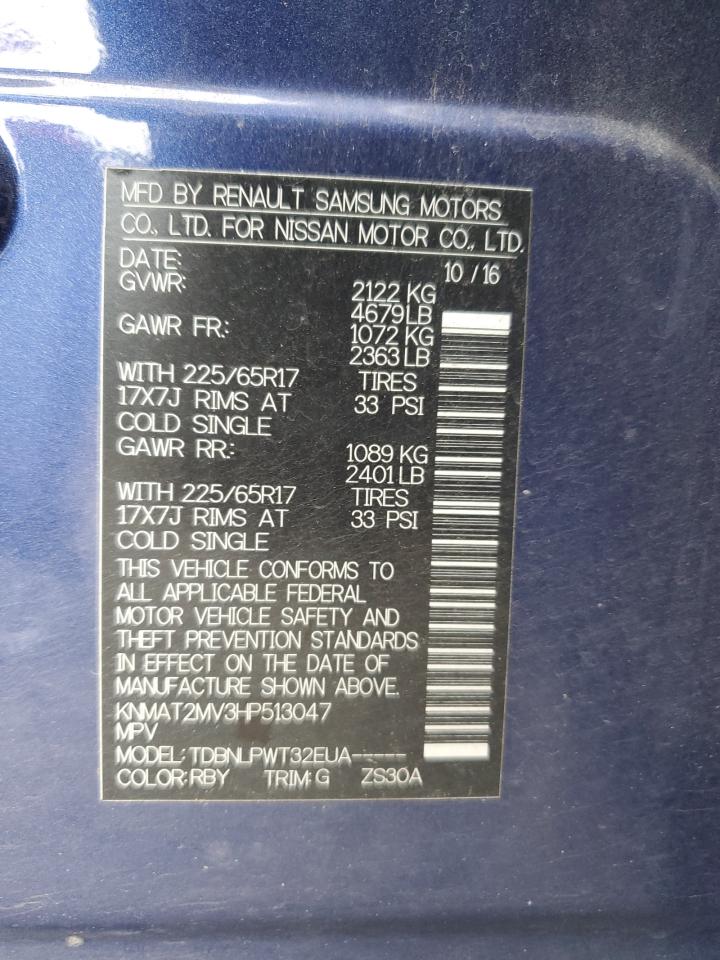 MFD BY RENAULT SAMSUNG MOTORS
CO., LTD. FOR NISSAN MOTOR CO., LTD.
DATE: 10 / 16
GVWR: 2122 KG
4679 LB
GAWR FR.: 1072 KG
2363 LB
WITH 225/65R17 TIRES
17X7J RIMS AT 33 PSI
COLD SINGLE
GAWR RR.: 1089 KG
2401 LB
WITH 225/65R17 TIRES
17X7J RIMS AT 33 PSI
COLD SINGLE
THIS VEHICLE CONFORMS TO
ALL APPLICABLE FEDERAL
MOTOR VEHICLE SAFETY AND
THEFT PREVENTION STANDARDS
IN EFFECT ON THE DATE OF
MANUFACTURE SHOWN ABOVE.
KNMAT2MV3HP513047
MPV
MODEL: TDBNLPWT32EUA-----
COLOR: RBY TRIM: G ZS30A